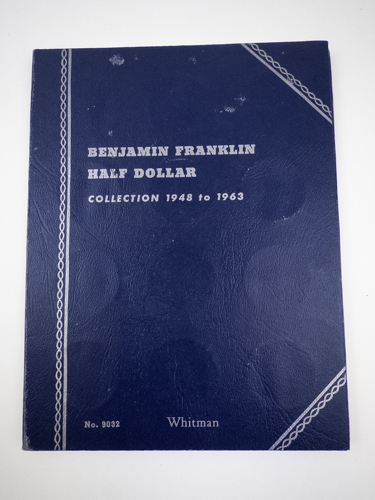 BENJAMIN FRANKLIN
HALF DOLLAR
COLLECTION 1948 to 1963
No. 9032
Whitman